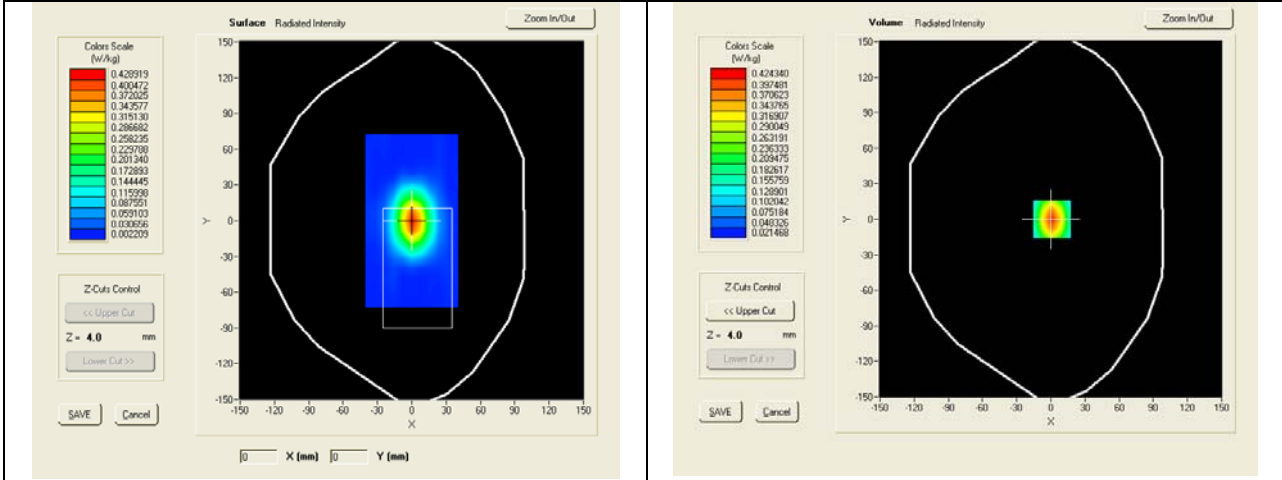 Surface Radiated Intensity
Zoom In/Out
Colors Scale
(W/kg)
0.428919
0.400472
0.372025
0.343577
0.315130
0.286682
0.258235
0.229788
0.201340
0.172893
0.144445
0.115998
0.087551
0.059103
0.030656
0.002209
Z-Cuts Control
<< Upper Cut
Z = 4.0 mm
Lower Cut >>
SAVE Cancel
150
120
90
60
30
0
-30
-60
-90
-120
-150
Y
-150 -120 -90 -60 -30 0 30 60 90 120 150
X
0 X (mm) 0 Y (mm)
Volume Radiated Intensity
Zoom In/Out
Colors Scale
(W/kg)
0.424340
0.397481
0.370623
0.343765
0.316907
0.290049
0.263191
0.236333
0.209475
0.182617
0.155759
0.128901
0.102042
0.075184
0.048326
0.021468
Z-Cuts Control
<< Upper Cut
Z = 4.0 mm
Lower Cut >>
SAVE Cancel
150
120
90
60
30
0
-30
-60
-90
-120
-150
Y
-150 -120 -90 -60 -30 0 30 60 90 120 150
X